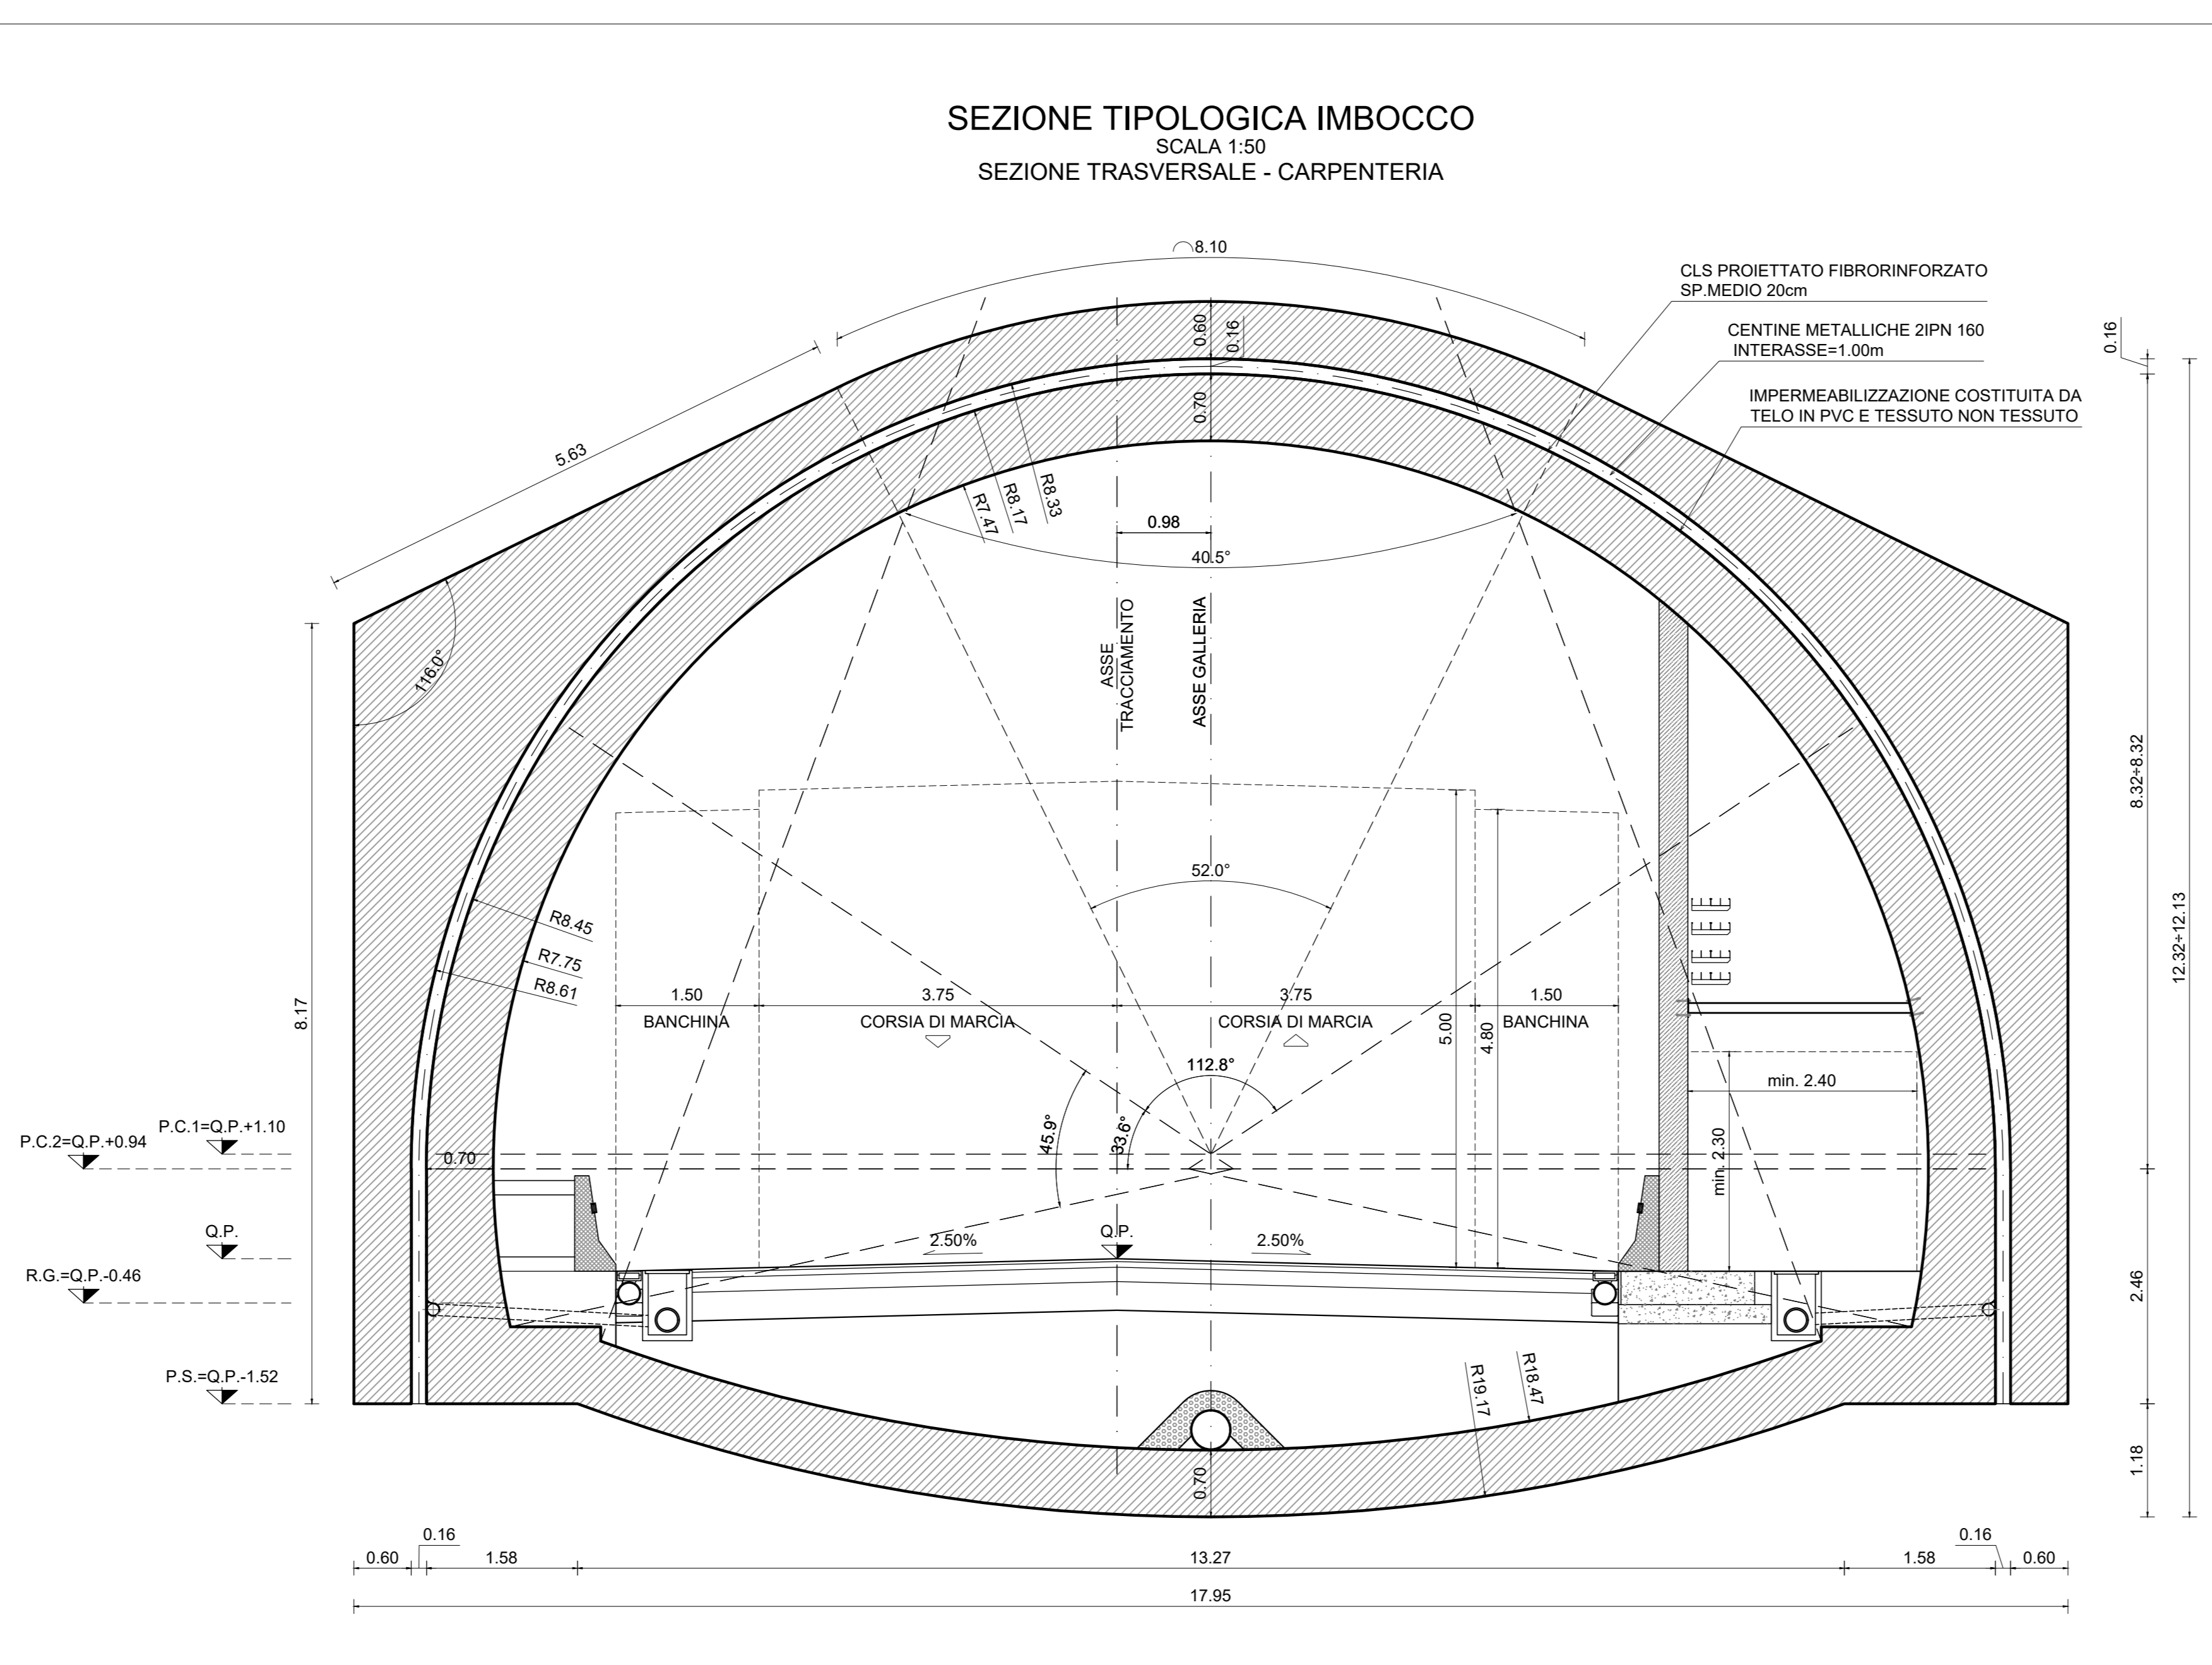 SEZIONE TIPOLOGICA IMBOCCO
SCALA 1:50
SEZIONE TRASVERSALE - CARPENTERIA
8.10
CLS PROIETTATO FIBRORINFORZATO
SP.MEDIO 20cm
CENTINE METALLICHE 2IPN 160
INTERASSE=1.00m
IMPERMEABILIZZAZIONE COSTITUITA DA
TELO IN PVC E TESSUTO NON TESSUTO
0.60
0.16
0.16
0.70
5.63
R8.33
R8.17
R7.47
0.98
40.5°
ASSE
TRACCIAMENTO
ASSE GALLERIA
116.0°
8.32÷8.32
52.0°
R8.45
R7.75
R8.61
12.32÷12.13
8.17
1.50
3.75
3.75
1.50
BANCHINA
CORSIA DI MARCIA
CORSIA DI MARCIA
BANCHINA
5.00
4.80
112.8°
min. 2.40
45.9°
33.6°
min. 2.30
P.C.1=Q.P.+1.10
P.C.2=Q.P.+0.94
0.70
Q.P.
Q.P.
2.50%
2.50%
R.G.=Q.P.-0.46
2.46
P.S.=Q.P.-1.52
R19.17
R18.47
0.70
1.18
0.16
0.16
0.60
1.58
13.27
1.58
0.60
17.95